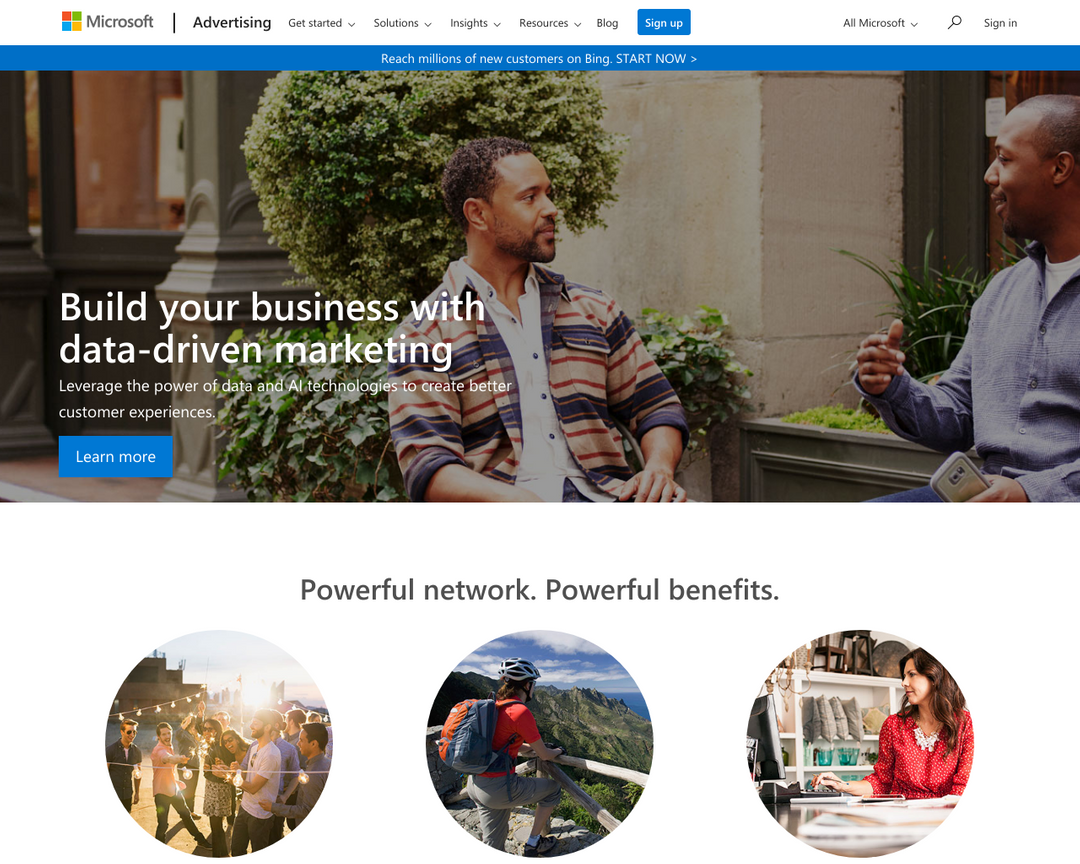 Microsoft
Advertising
Get started
Solutions
Insights
Resources
Blog
Sign up
All Microsoft
Sign in
Reach millions of new customers on Bing. START NOW >
Build your business with
data-driven marketing
Leverage the power of data and AI technologies to create better
customer experiences.
Learn more
Powerful network. Powerful benefits.